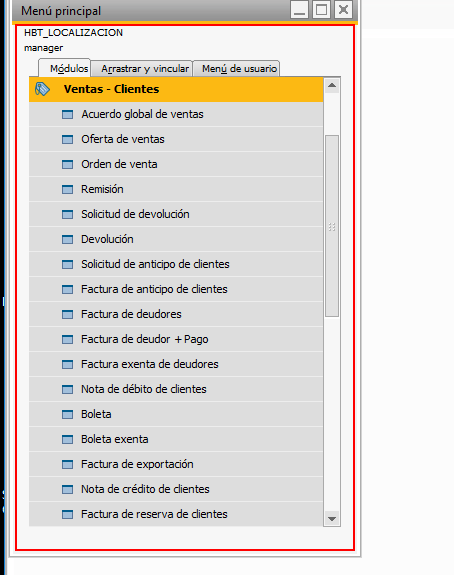 Menú principal
HBT_LOCALIZACION
manager
Módulos Arrastrar y vincular Menú de usuario
Ventas - Clientes
Acuerdo global de ventas
Oferta de ventas
Orden de venta
Remisión
Solicitud de devolución
Devolución
Solicitud de anticipo de clientes
Factura de anticipo de clientes
Factura de deudores
Factura de deudor + Pago
Factura exenta de deudores
Nota de débito de clientes
Boleta
Boleta exenta
Factura de exportación
Nota de crédito de clientes
Factura de reserva de clientes